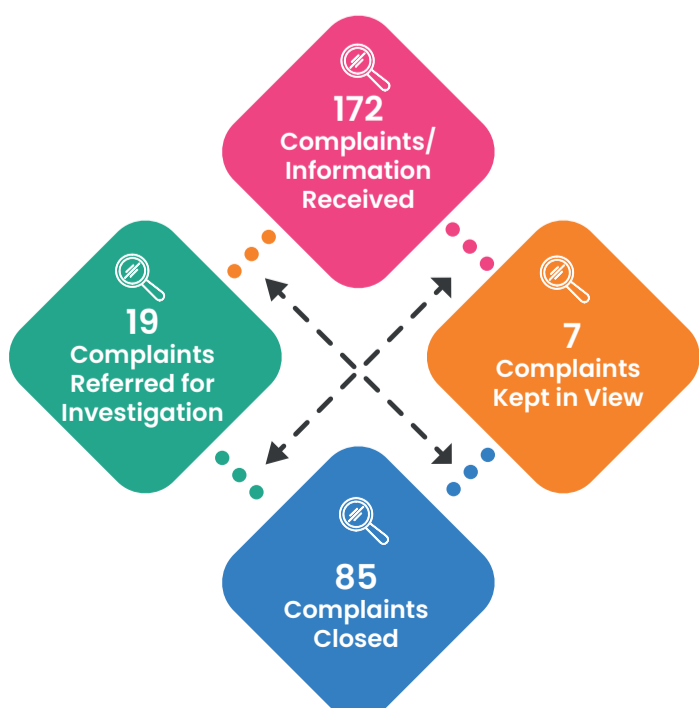 172
Complaints/
Information
Received
19
Complaints
Referred for
Investigation
7
Complaints
Kept in View
85
Complaints
Closed